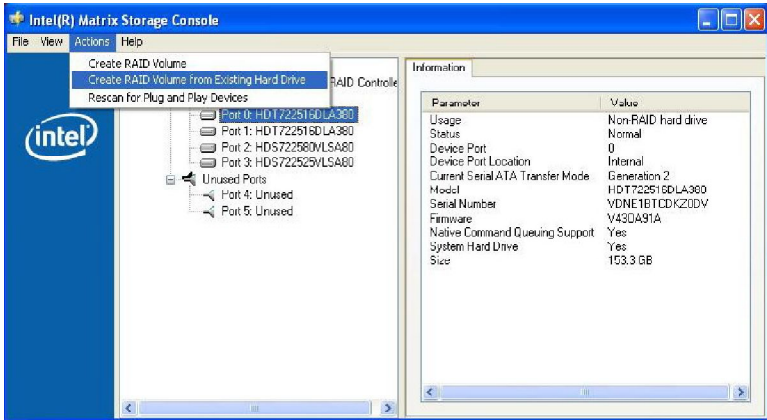 Intel(R) Matrix Storage Console
File View Actions Help
Create RAID Volume
Create RAID Volume from Existing Hard Drive
Rescan for Plug and Play Devices
RAID Controlle
intel
Port 0: HDT722516DLA380
Port 1: HDT722516DLA380
Port 2: HDS722580VLSA80
Port 3: HDS722525VLSA80
Unused Ports
Port 4: Unused
Port 5: Unused
Information
Parameter Value
Usage Non-RAID hard drive
Status Normal
Device Port 0
Device Port Location Internal
Current Serial ATA Transfer Mode Generation 2
Model HDT722516DLA380
Serial Number VDNE1BTCDKZ0DV
Firmware V43OA91A
Native Command Queuing Support Yes
System Hard Drive Yes
Size 153.3 GB